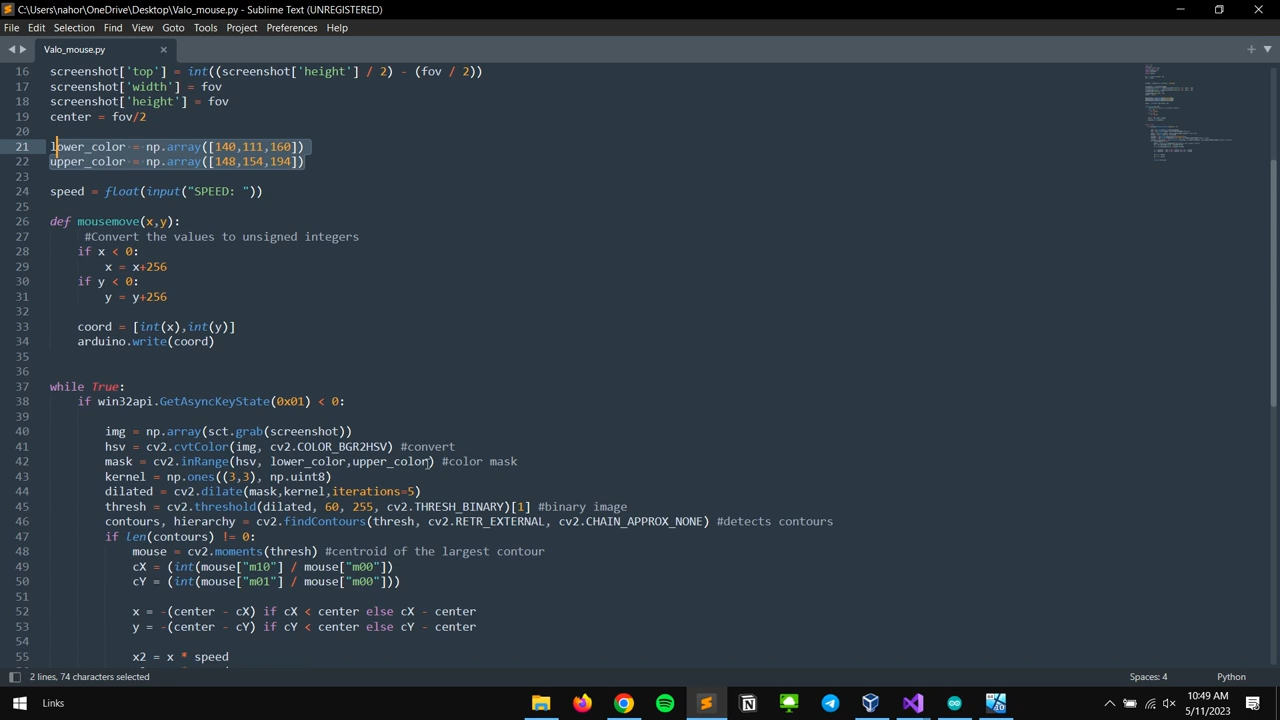 C:\Users\nahor\OneDrive\Desktop\Valo_mouse.py - Sublime Text (UNREGISTERED)
File Edit Selection Find View Goto Tools Project Preferences Help
Valo_mouse.py
16 screenshot['top'] = int((screenshot['height'] / 2) - (fov / 2))
17 screenshot['width'] = fov
18 screenshot['height'] = fov
19 center = fov/2
20
21 lower_color = np.array([140,111,160])
22 upper_color = np.array([148,154,194])
23
24 speed = float(input("SPEED: "))
25
26 def mousemove(x,y):
27 #Convert the values to unsigned integers
28 if x < 0:
29 x = x+256
30 if y < 0:
31 y = y+256
32
33 coord = [int(x),int(y)]
34 arduino.write(coord)
35
36
37 while True:
38 if win32api.GetAsyncKeyState(0x01) < 0:
39
40 img = np.array(sct.grab(screenshot))
41 hsv = cv2.cvtColor(img, cv2.COLOR_BGR2HSV) #convert
42 mask = cv2.inRange(hsv, lower_color,upper_color) #color mask
43 kernel = np.ones((3,3), np.uint8)
44 dilated = cv2.dilate(mask,kernel,iterations=5)
45 thresh = cv2.threshold(dilated, 60, 255, cv2.THRESH_BINARY)[1] #binary image
46 contours, hierarchy = cv2.findContours(thresh, cv2.RETR_EXTERNAL, cv2.CHAIN_APPROX_NONE) #detects contours
47 if len(contours) != 0:
48 mouse = cv2.moments(thresh) #centroid of the largest contour
49 cX = (int(mouse["m10"] / mouse["m00"])
50 cY = (int(mouse["m01"] / mouse["m00"]))
51
52 x = -(center - cX) if cX < center else cX - center
53 y = -(center - cY) if cY < center else cY - center
54
55 x2 = x * speed
2 lines, 74 characters selected Spaces: 4 Python
Links 10:49 AM
5/11/2023